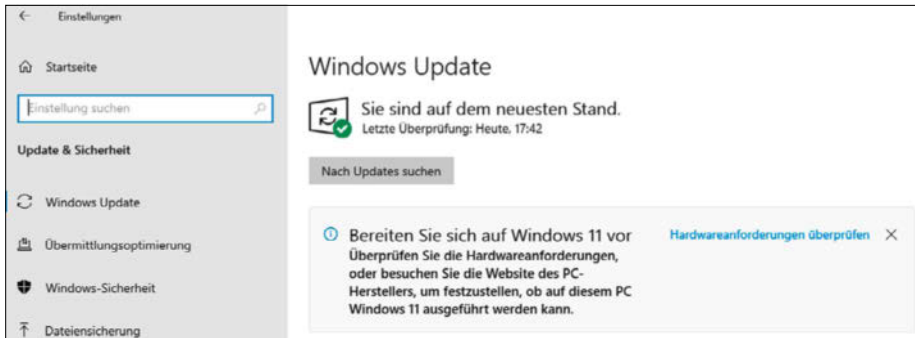 Einstellungen
Startseite
Einstellung suchen
Update & Sicherheit
Windows Update
Übermittlungsoptimierung
Windows-Sicherheit
Dateiensicherung
Windows Update
Sie sind auf dem neuesten Stand.
Letzte Überprüfung: Heute, 17:42
Nach Updates suchen
Bereiten Sie sich auf Windows 11 vor
Überprüfen Sie die Hardwareanforderungen,
oder besuchen Sie die Website des PC-
Herstellers, um festzustellen, ob auf diesem PC
Windows 11 ausgeführt werden kann.
Hardwareanforderungen überprüfen